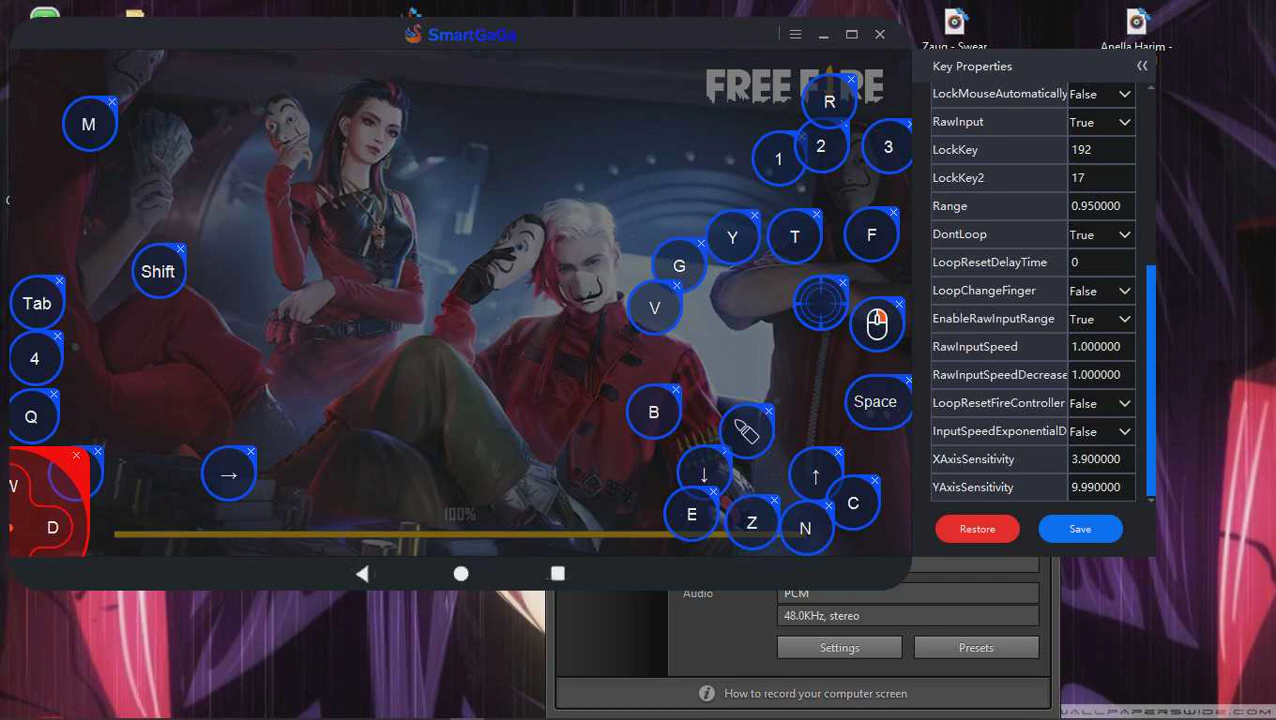 SmartGaGa
Zaug - Swear
Anella Harim -
Key Properties
FREE FIRE
R
M
1
2
3
Y
T
F
G
Shift
V
Tab
4
Q
B
Space
→
↓
↑
W
D
E
Z
N
C
100%
LockMouseAutomatically False
RawInput True
LockKey 192
LockKey2 17
Range 0.950000
DontLoop True
LoopResetDelayTime 0
LoopChangeFinger False
EnableRawInputRange True
RawInputSpeed 1.000000
RawInputSpeedDecrease 1.000000
LoopResetFireController False
InputSpeedExponentialD False
XAxisSensitivity 3.900000
YAxisSensitivity 9.990000
Restore Save
Audio PCM
48.0KHz, stereo
Settings Presets
How to record your computer screen
WALLPAPERSWIDE.COM